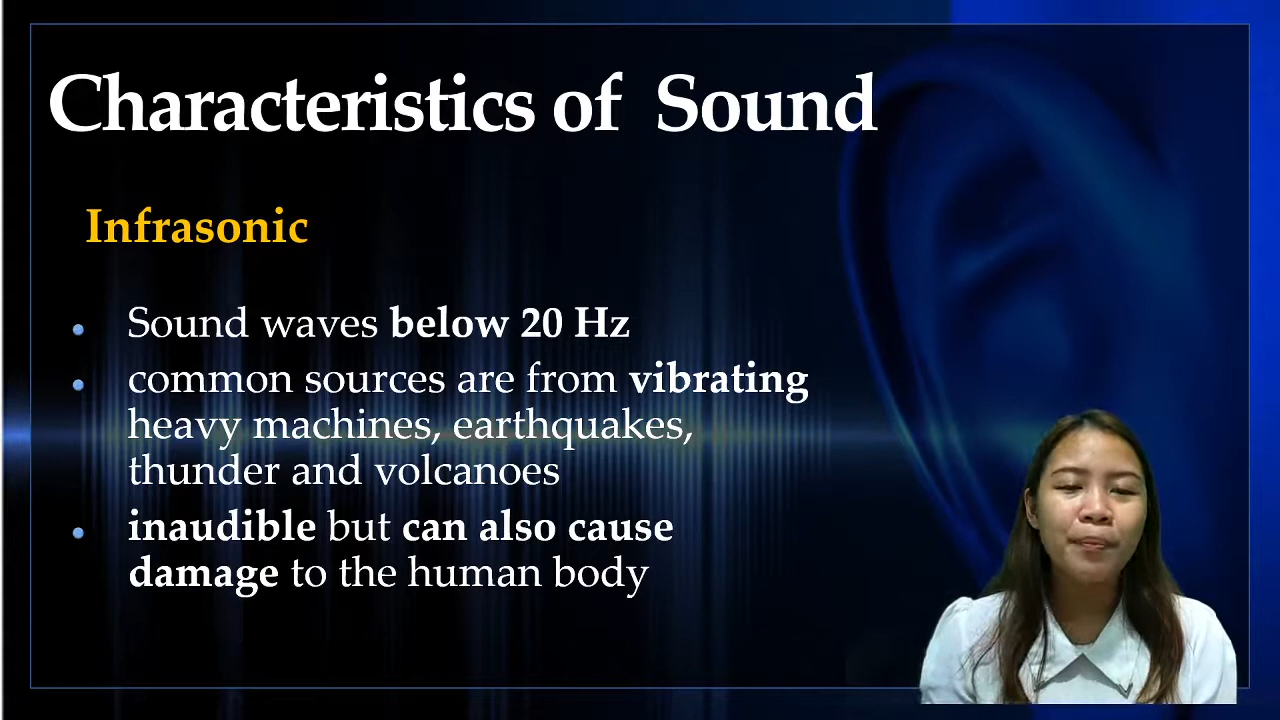 Characteristics of Sound
Infrasonic
Sound waves below 20 Hz
common sources are from vibrating
heavy machines, earthquakes,
thunder and volcanoes
inaudible but can also cause
damage to the human body